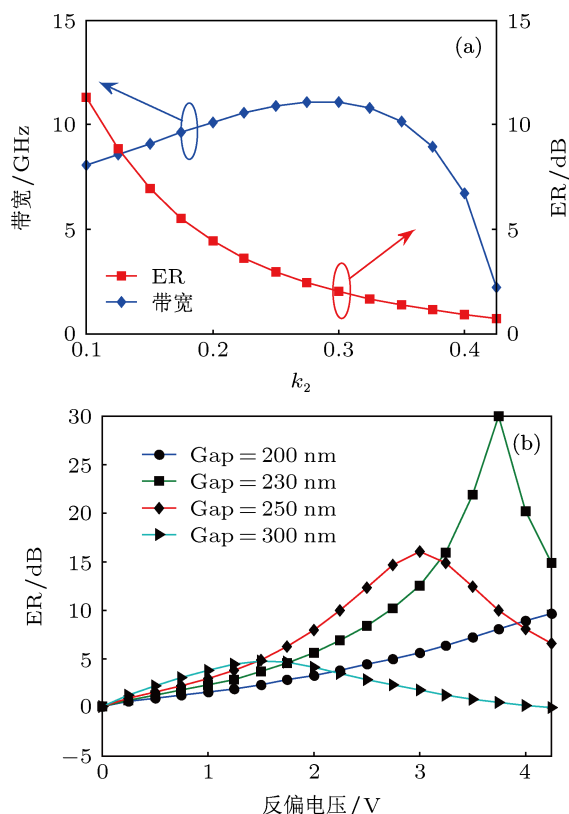 15
10
5
0
(a)
15
10
5
0
带宽/GHz
ER/dB
ER
带宽
0.1 0.2 0.3 0.4
k₂
30
25
20
15
10
5
0
−5
(b)
Gap = 200 nm
Gap = 230 nm
Gap = 250 nm
Gap = 300 nm
ER/dB
0 1 2 3 4
反偏电压/V